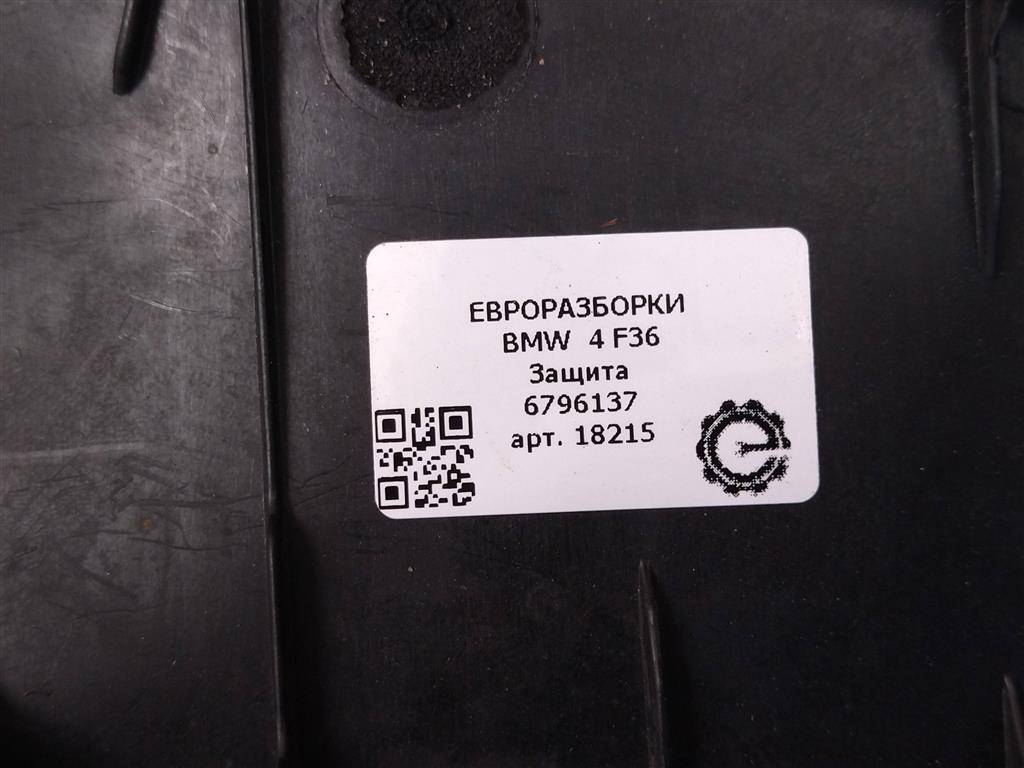 ЕВРОРАЗБОРКИ
BMW 4 F36
Защита
6796137
арт. 18215